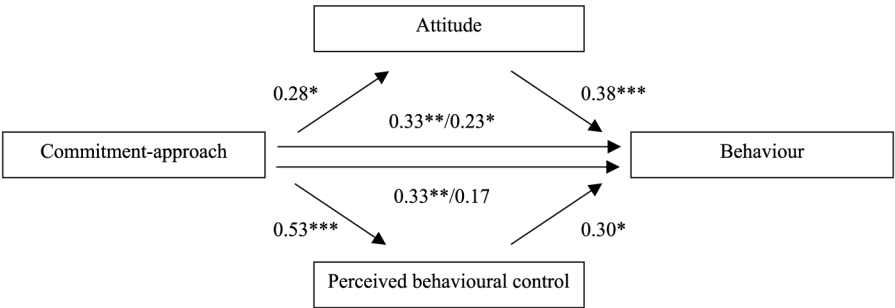 Attitude
0.28*
0.38***
0.33**/0.23*
Commitment-approach
Behaviour
0.33**/0.17
0.53***
0.30*
Perceived behavioural control